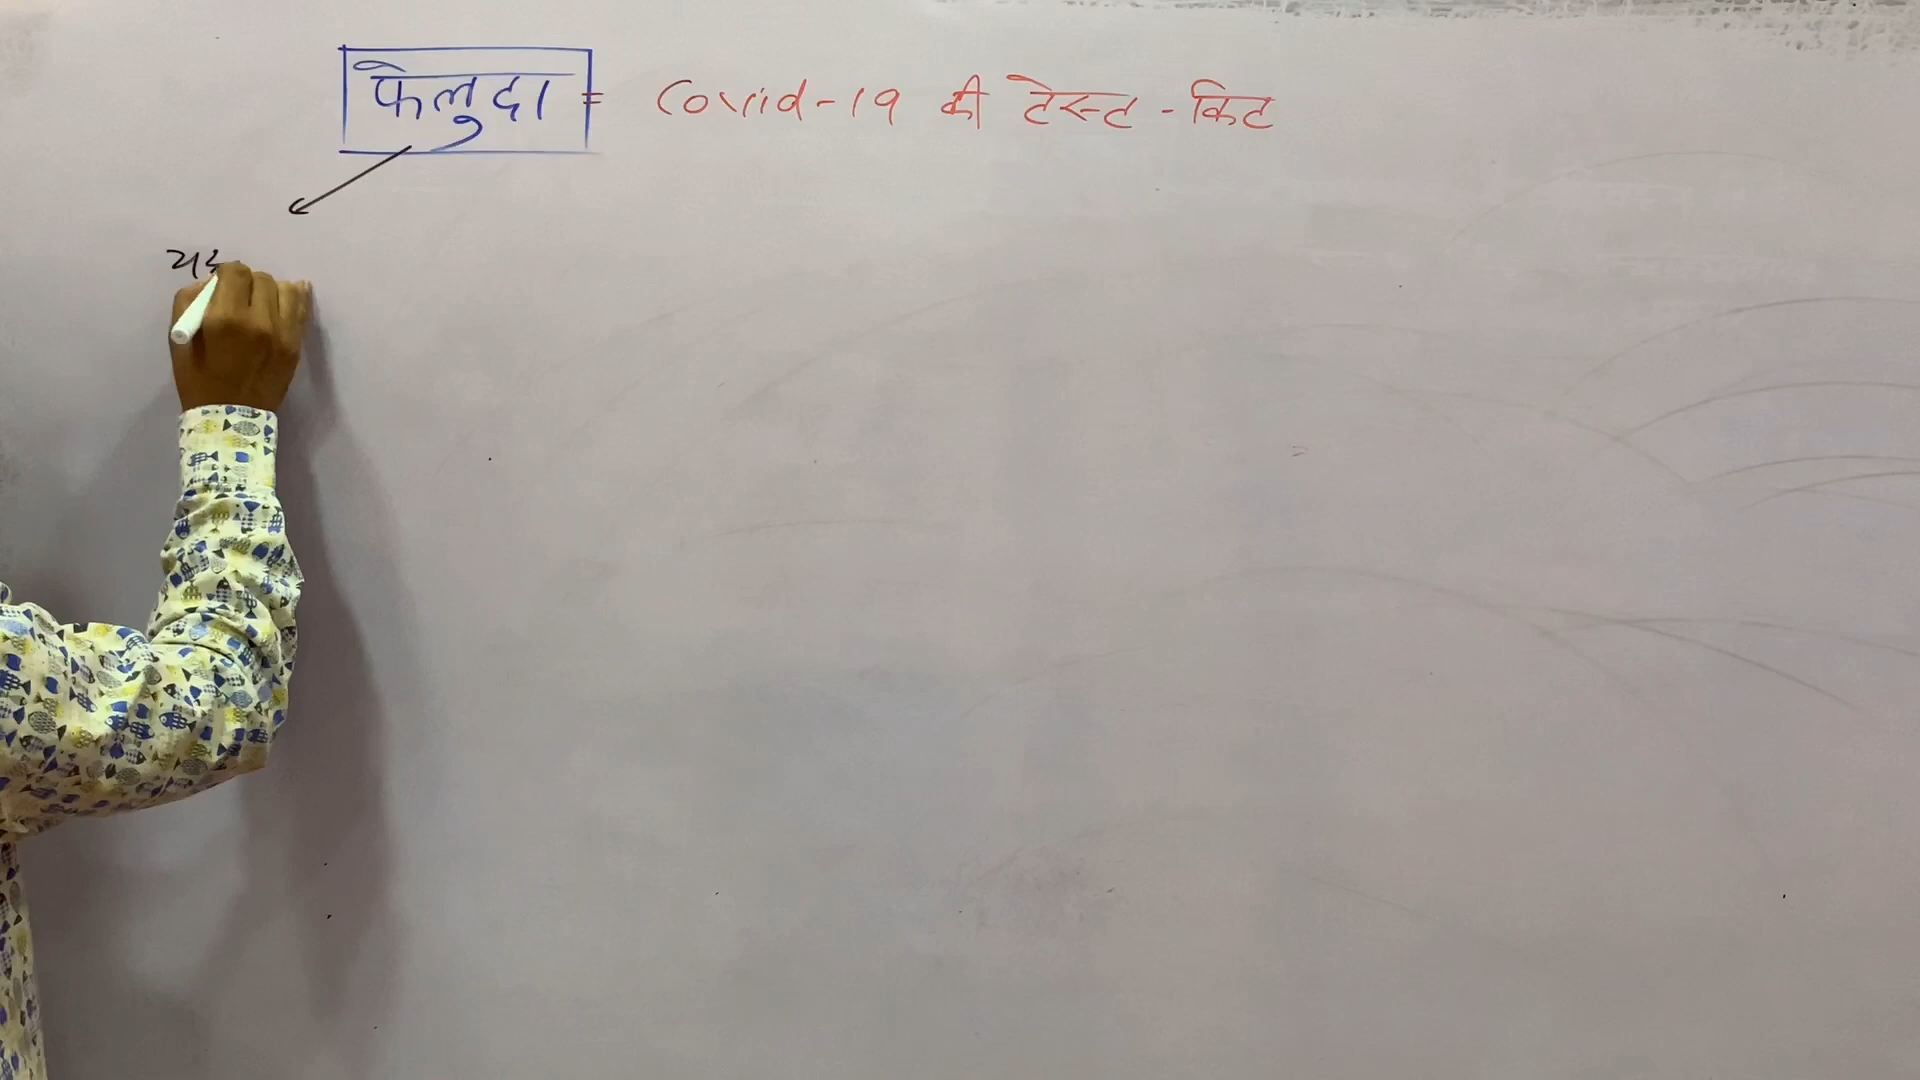 फेलुदा = Covid-19 की टेस्ट-किट